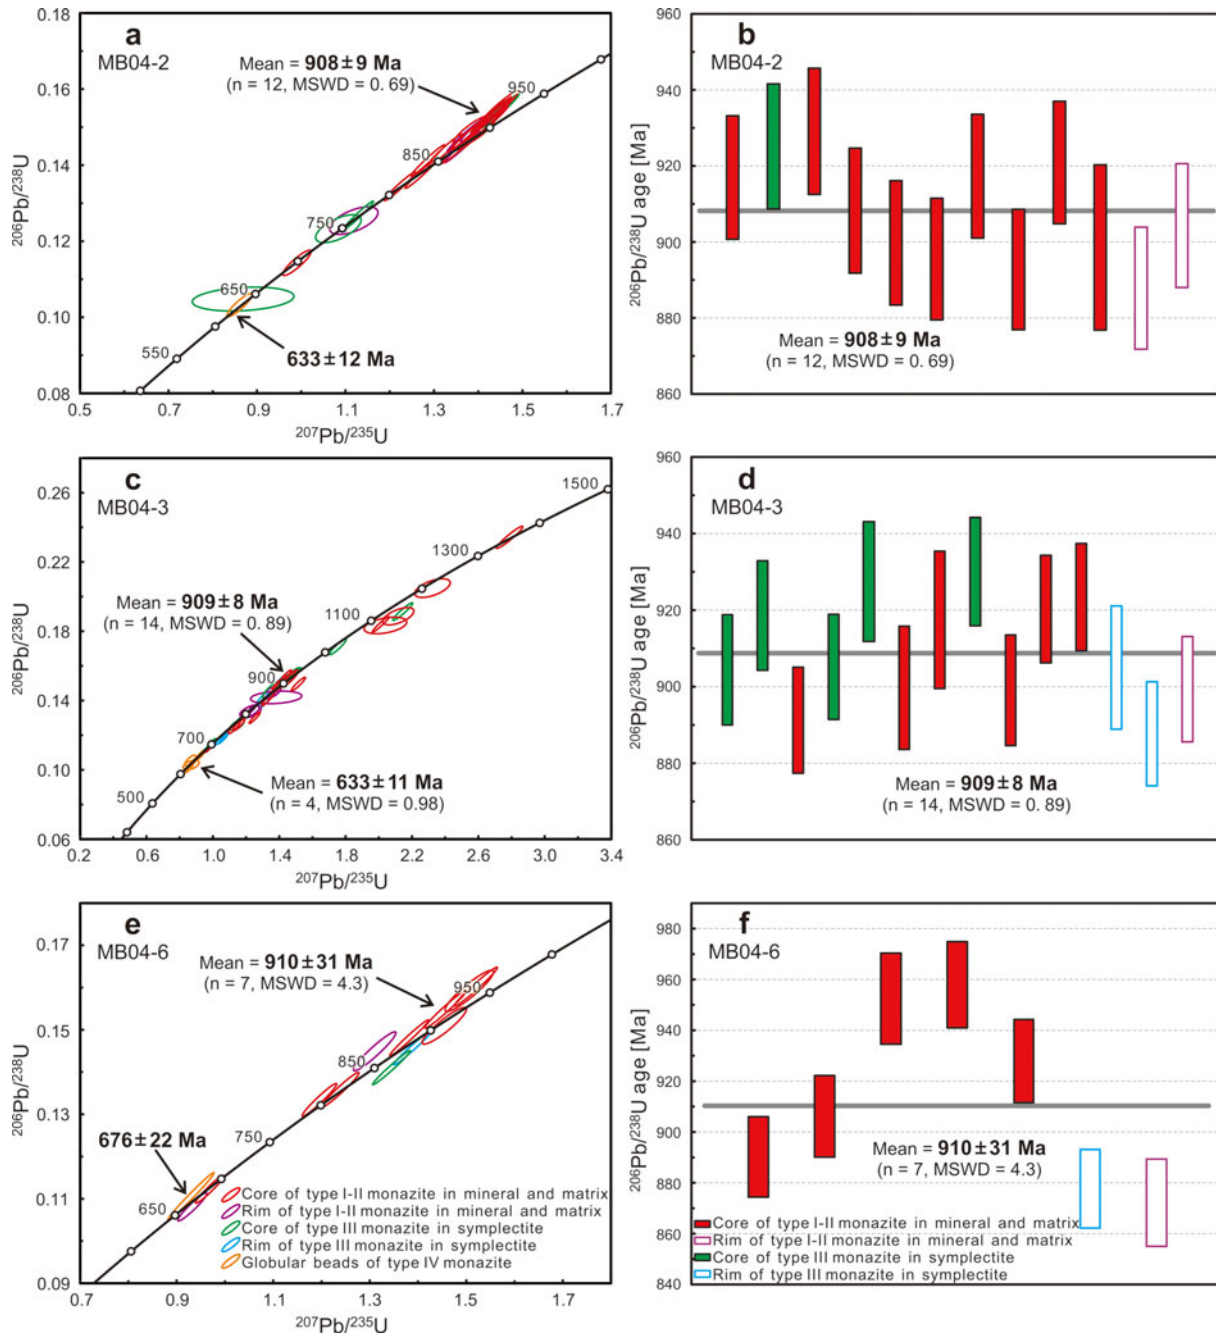 a
MB04-2
Mean = 908±9 Ma
(n = 12, MSWD = 0. 69)
950
850
750
650
550
633±12 Ma
0.18
0.16
0.14
0.12
0.10
0.08
206Pb/238U
0.5 0.7 0.9 1.1 1.3 1.5 1.7
207Pb/235U
b
MB04-2
960
940
920
900
880
860
206Pb/238U age [Ma]
Mean = 908±9 Ma
(n = 12, MSWD = 0. 69)
c
MB04-3
1500
1300
1100
900
700
500
Mean = 909±8 Ma
(n = 14, MSWD = 0. 89)
Mean = 633±11 Ma
(n = 4, MSWD = 0.98)
0.26
0.22
0.18
0.14
0.10
0.06
206Pb/238U
0.2 0.6 1.0 1.4 1.8 2.2 2.6 3.0 3.4
207Pb/235U
d
MB04-3
960
940
920
900
880
860
206Pb/238U age [Ma]
Mean = 909±8 Ma
(n = 14, MSWD = 0. 89)
e
MB04-6
Mean = 910±31 Ma
(n = 7, MSWD = 4.3)
950
850
750
650
676±22 Ma
0.17
0.15
0.13
0.11
0.09
206Pb/238U
Core of type I-II monazite in mineral and matrix
Rim of type I-II monazite in mineral and matrix
Core of type III monazite in symplectite
Rim of type III monazite in symplectite
Globular beads of type IV monazite
0.9 1.1 1.3 1.5 1.7
207Pb/235U
f
MB04-6
980
960
940
920
900
880
860
840
206Pb/238U age [Ma]
Mean = 910±31 Ma
(n = 7, MSWD = 4.3)
Core of type I-II monazite in mineral and matrix
Rim of type I-II monazite in mineral and matrix
Core of type III monazite in symplectite
Rim of type III monazite in symplectite